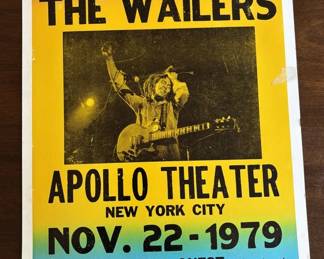 THE WAILERS
APOLLO THEATER
NEW YORK CITY
NOV. 22-1979